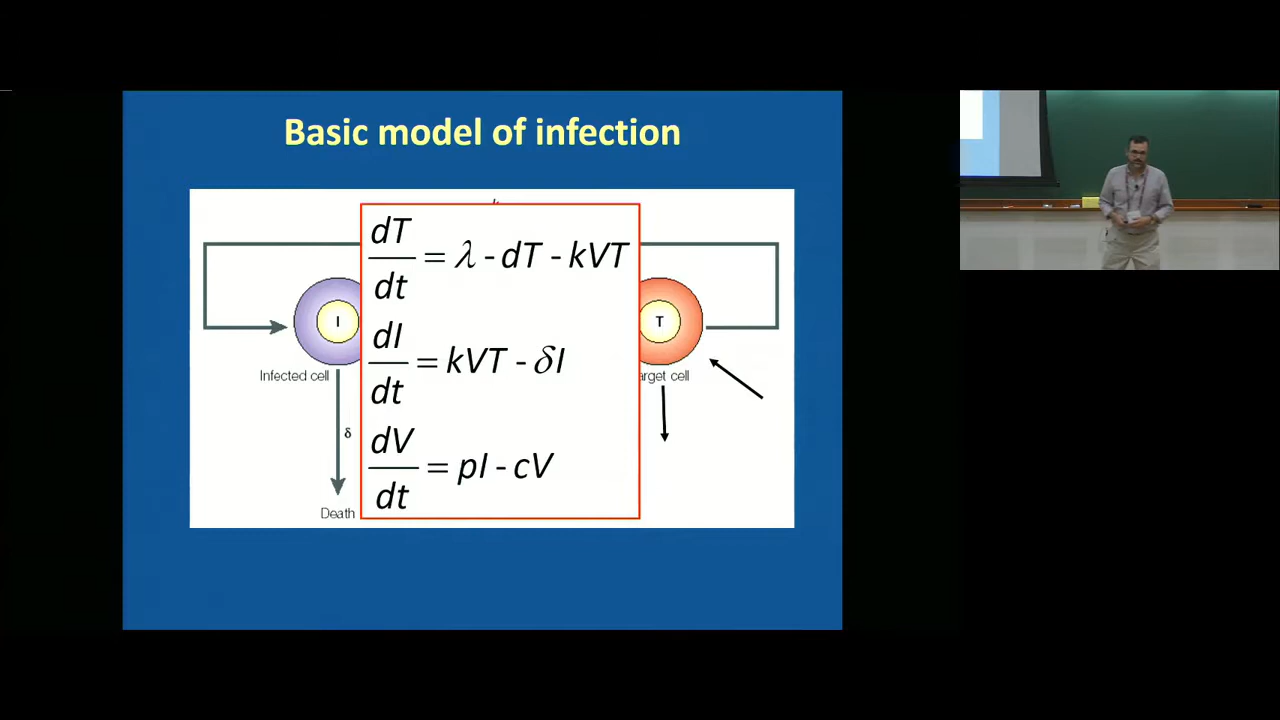 Basic model of infection
dT/dt = λ - dT - kVT
I
T
dI/dt = kVT - δI
Infected cell
arget cell
δ
dV/dt = pI - cV
Death